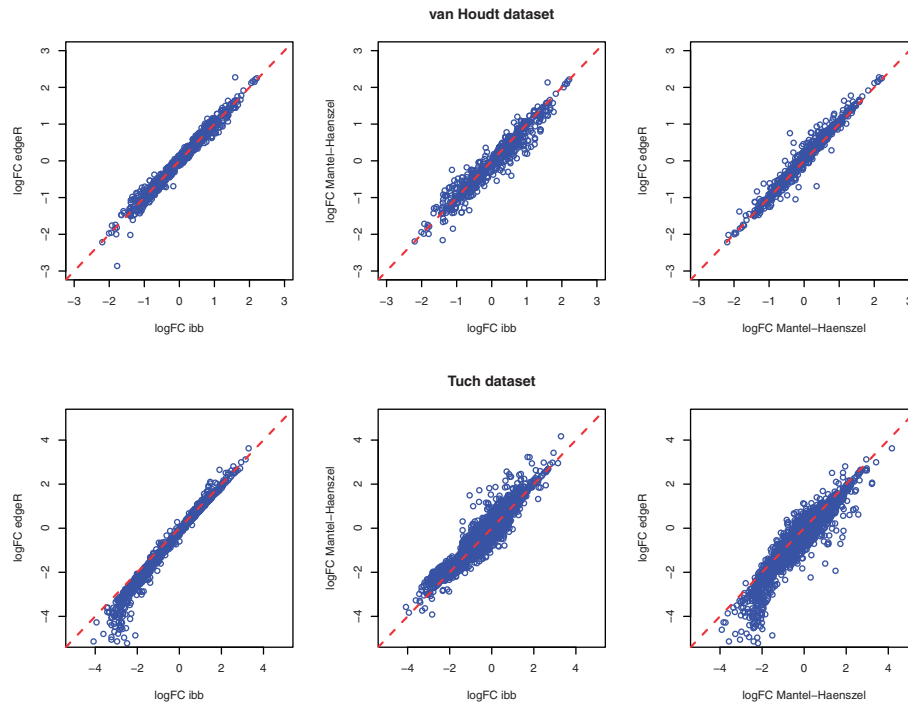 van Houdt dataset
logFC edgeR
3
2
1
0
−1
−2
−3
−3 −2 −1 0 1 2 3
logFC ibb
logFC Mantel−Haenszel
3
2
1
0
−1
−2
−3
−3 −2 −1 0 1 2 3
logFC ibb
logFC edgeR
3
2
1
0
−1
−2
−3
−3 −2 −1 0 1 2 3
logFC Mantel−Haenszel
Tuch dataset
logFC edgeR
4
2
0
−2
−4
−4 −2 0 2 4
logFC ibb
logFC Mantel−Haenszel
4
2
0
−2
−4
−4 −2 0 2 4
logFC ibb
logFC edgeR
4
2
0
−2
−4
−4 −2 0 2 4
logFC Mantel−Haenszel